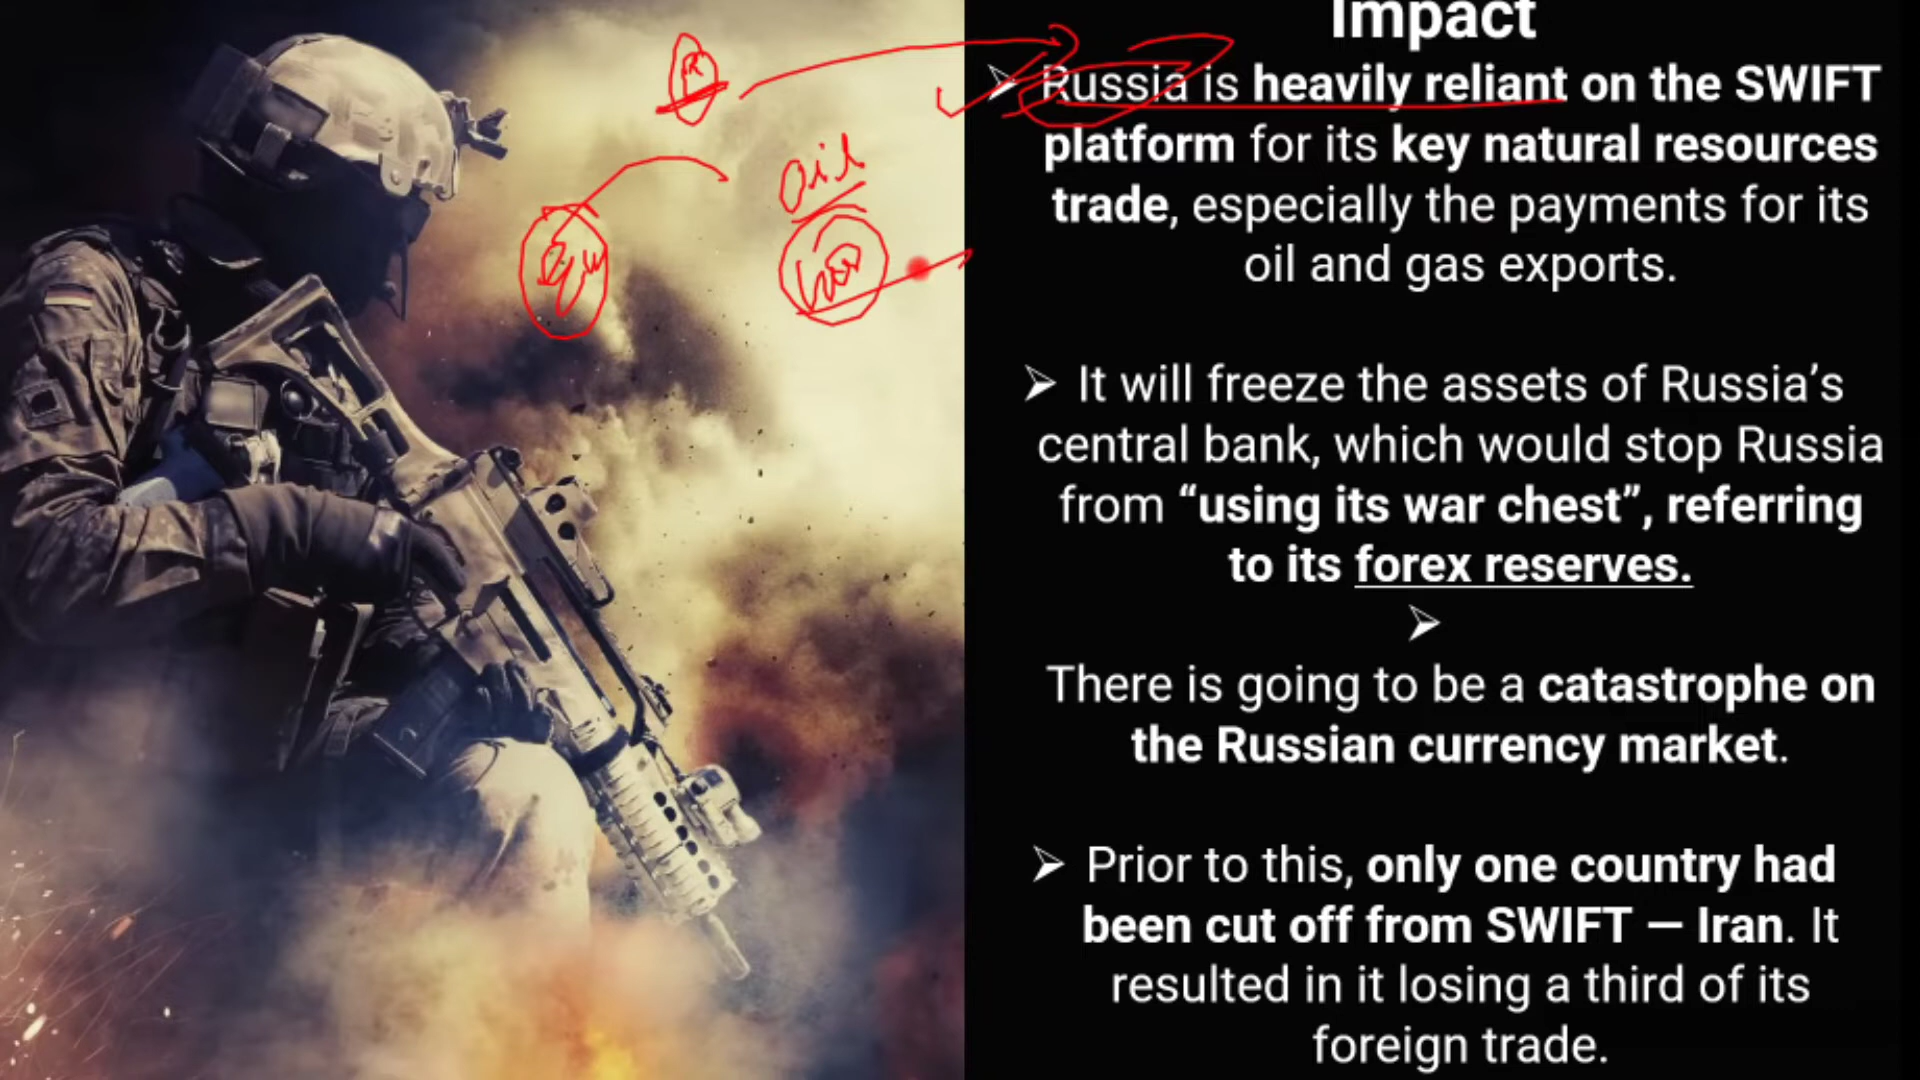 Impact
➢ Russia is heavily reliant on the SWIFT
platform for its key natural resources
trade, especially the payments for its
oil and gas exports.
➢ It will freeze the assets of Russia’s
central bank, which would stop Russia
from “using its war chest”, referring
to its forex reserves.
➢
There is going to be a catastrophe on
the Russian currency market.
➢ Prior to this, only one country had
been cut off from SWIFT — Iran. It
resulted in it losing a third of its
foreign trade.
R
oil